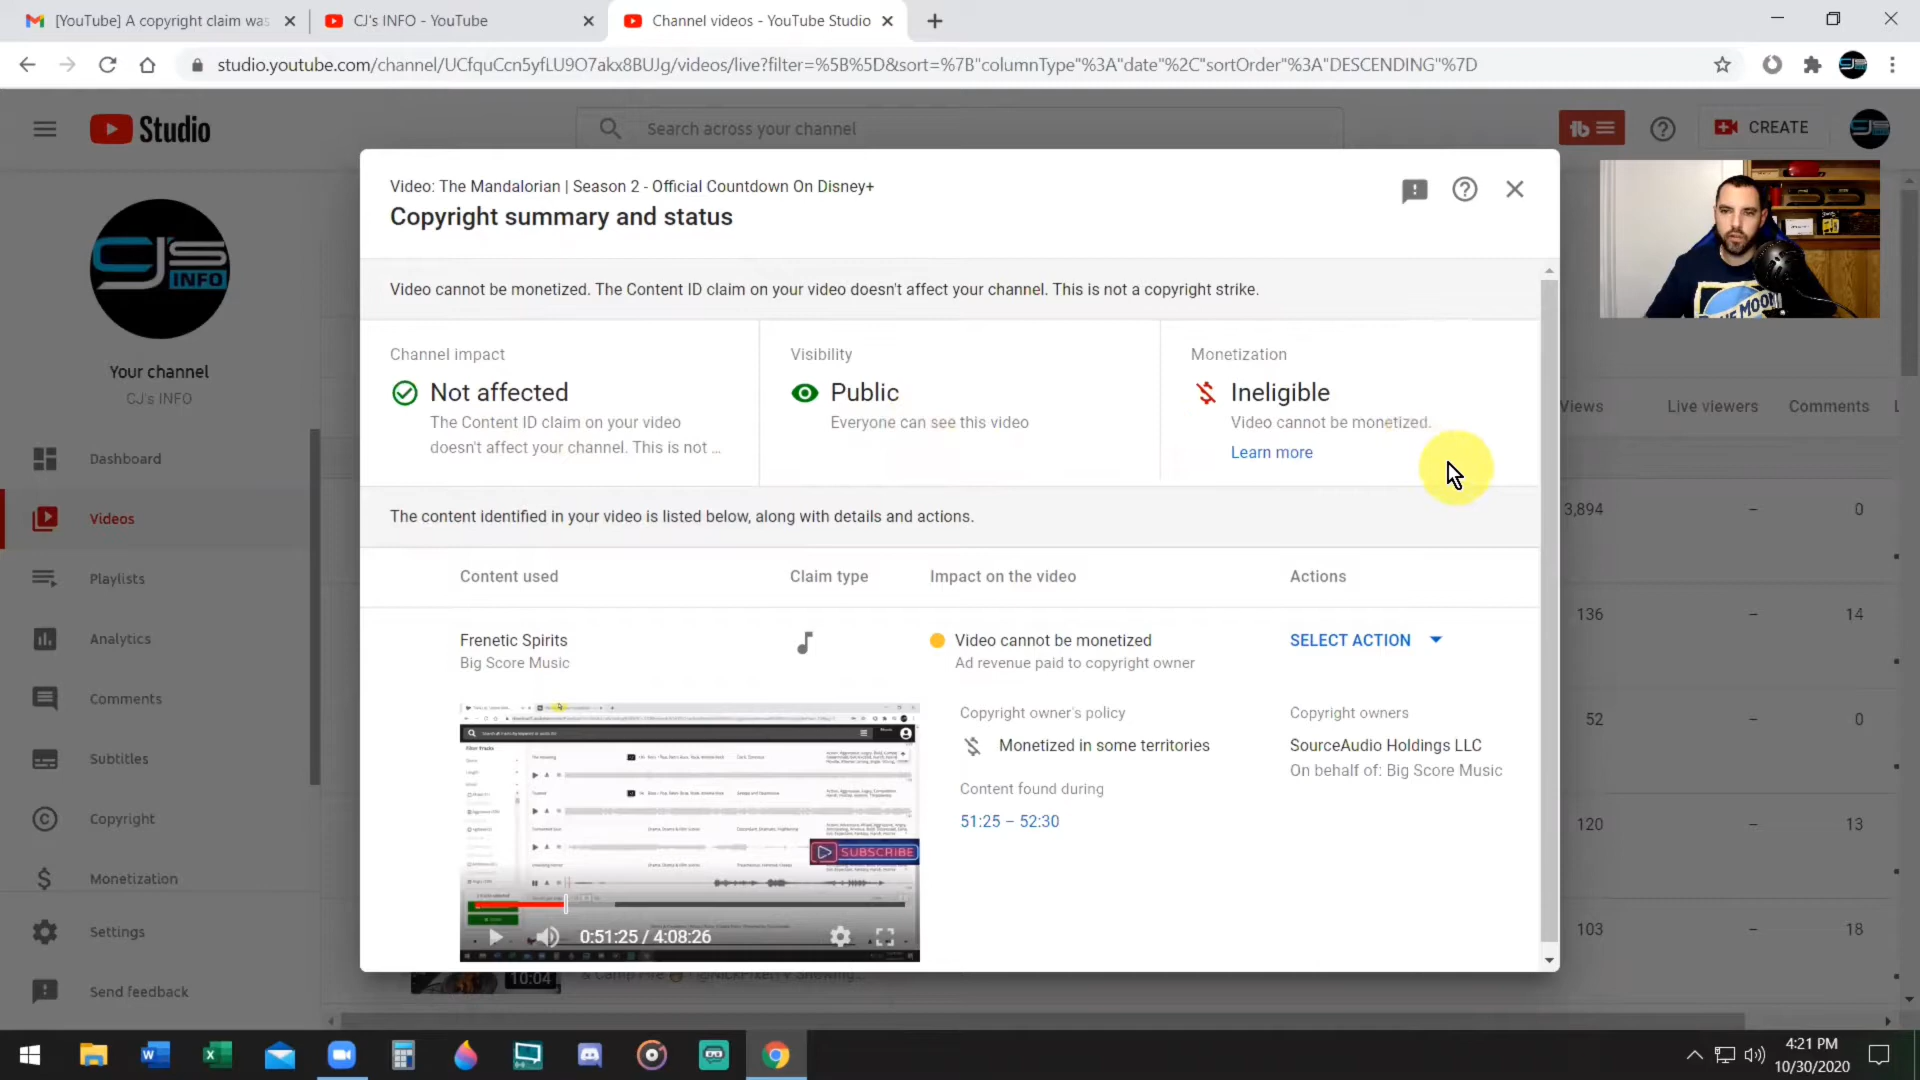 [YouTube] A copyright claim was
CJ's INFO - YouTube
Channel videos - YouTube Studio
studio.youtube.com/channel/UCfquCcn5yfLU9O7akx8BUJg/videos/live?filter=%5B%5D&sort=%7B"columnType"%3A"date"%2C"sortOrder"%3A"DESCENDING"%7D
Studio
Search across your channel
CREATE
Video: The Mandalorian | Season 2 - Official Countdown On Disney+
Copyright summary and status
Video cannot be monetized. The Content ID claim on your video doesn't affect your channel. This is not a copyright strike.
Channel impact
Not affected
The Content ID claim on your video
doesn't affect your channel. This is not ...
Visibility
Public
Everyone can see this video
Monetization
Ineligible
Video cannot be monetized.
Learn more
The content identified in your video is listed below, along with details and actions.
Content used
Claim type
Impact on the video
Actions
Frenetic Spirits
Big Score Music
Video cannot be monetized
Ad revenue paid to copyright owner
SELECT ACTION
Copyright owner's policy
Monetized in some territories
Copyright owners
SourceAudio Holdings LLC
On behalf of: Big Score Music
Content found during
51:25 – 52:30
SUBSCRIBE
0:51:25 / 4:08:26
CJ'S
INFO
Your channel
CJ's INFO
Dashboard
Videos
Playlists
Analytics
Comments
Subtitles
Copyright
Monetization
Settings
Send feedback
Views
Live viewers
Comments
L
3,894
–
0
136
–
14
52
–
0
120
–
13
103
–
18
10:04
4:21 PM
10/30/2020